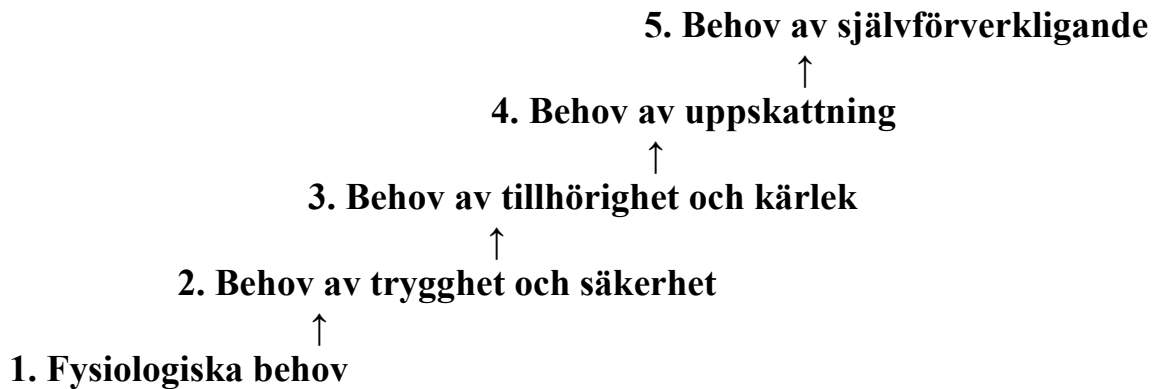 5. Behov av självförverkligande
↑
4. Behov av uppskattning
↑
3. Behov av tillhörighet och kärlek
↑
2. Behov av trygghet och säkerhet
↑
1. Fysiologiska behov